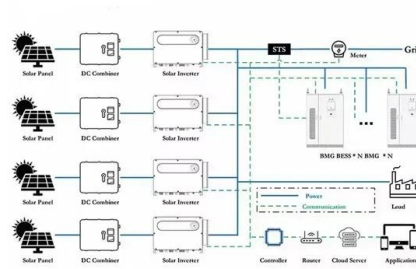 STS
Meter
Gri
Solar Panel
DC Combiner
Solar Inverter
Solar Panel
DC Combiner
Solar Inverter
BMG BESS * N BMG * N
Solar Panel
DC Combiner
Solar Inverter
Power
Communication
Load
Solar Panel
DC Combiner
Solar Inverter
Controller
Router
Cloud Server
Application